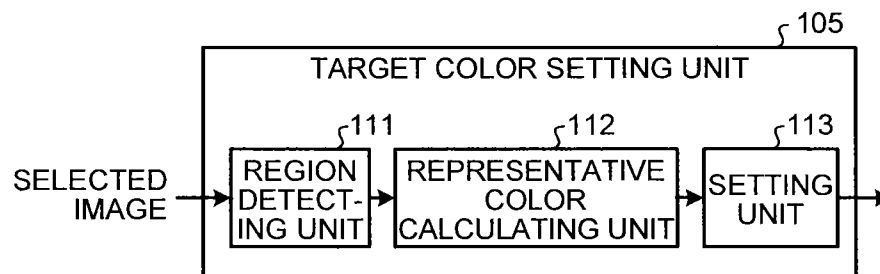 105
TARGET COLOR SETTING UNIT
111
112
113
SELECTED
IMAGE
REGION
DETECT-
ING UNIT
REPRESENTATIVE
COLOR
CALCULATING UNIT
SETTING
UNIT